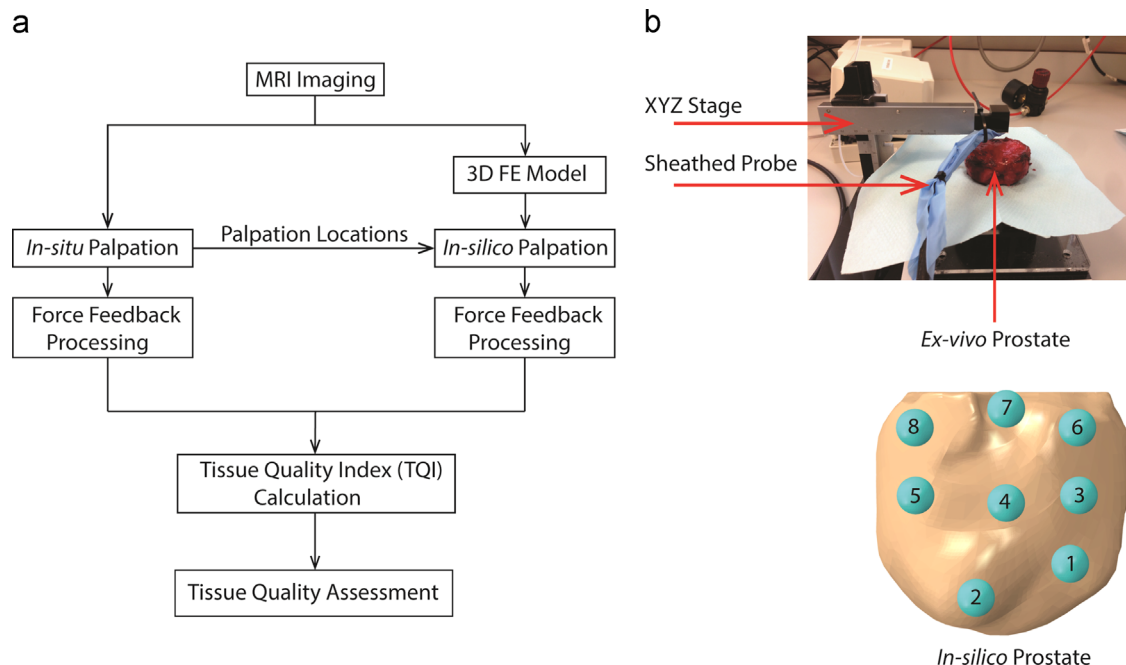 a
MRI Imaging
3D FE Model
In-situ Palpation
Palpation Locations
In-silico Palpation
Force Feedback
Processing
Force Feedback
Processing
Tissue Quality Index (TQI)
Calculation
Tissue Quality Assessment
b
XYZ Stage
Sheathed Probe
Ex-vivo Prostate
7
8
6
5
4
3
1
2
In-silico Prostate